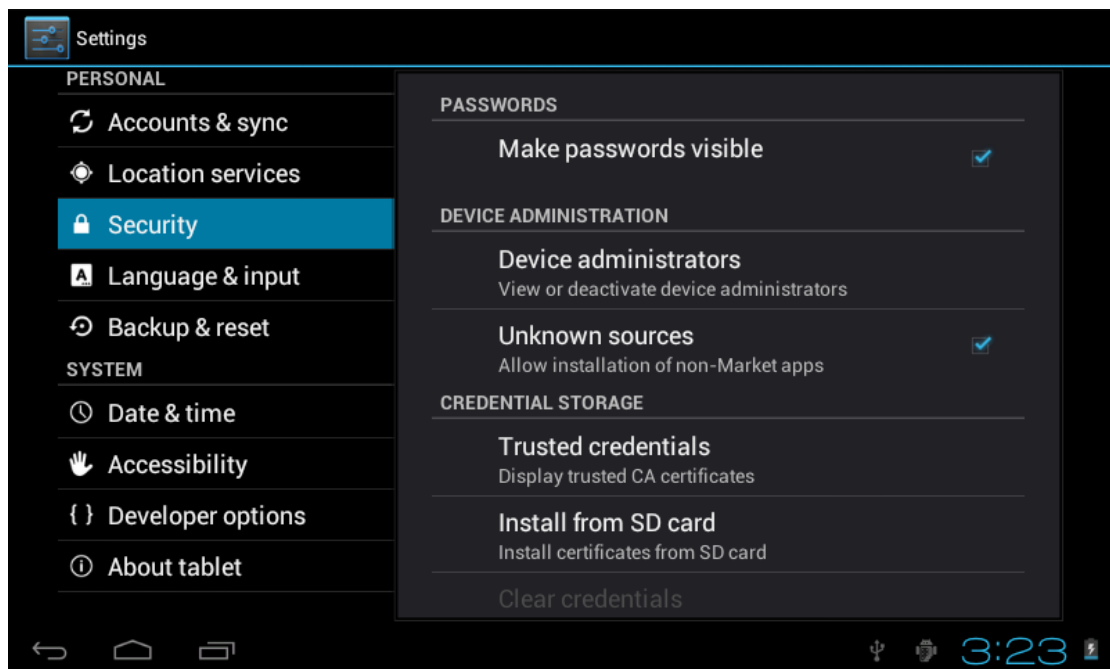 Settings
PERSONAL
Accounts & sync
Location services
Security
Language & input
Backup & reset
SYSTEM
Date & time
Accessibility
{ } Developer options
About tablet
PASSWORDS
Make passwords visible
DEVICE ADMINISTRATION
Device administrators
View or deactivate device administrators
Unknown sources
Allow installation of non-Market apps
CREDENTIAL STORAGE
Trusted credentials
Display trusted CA certificates
Install from SD card
Install certificates from SD card
Clear credentials
3:23